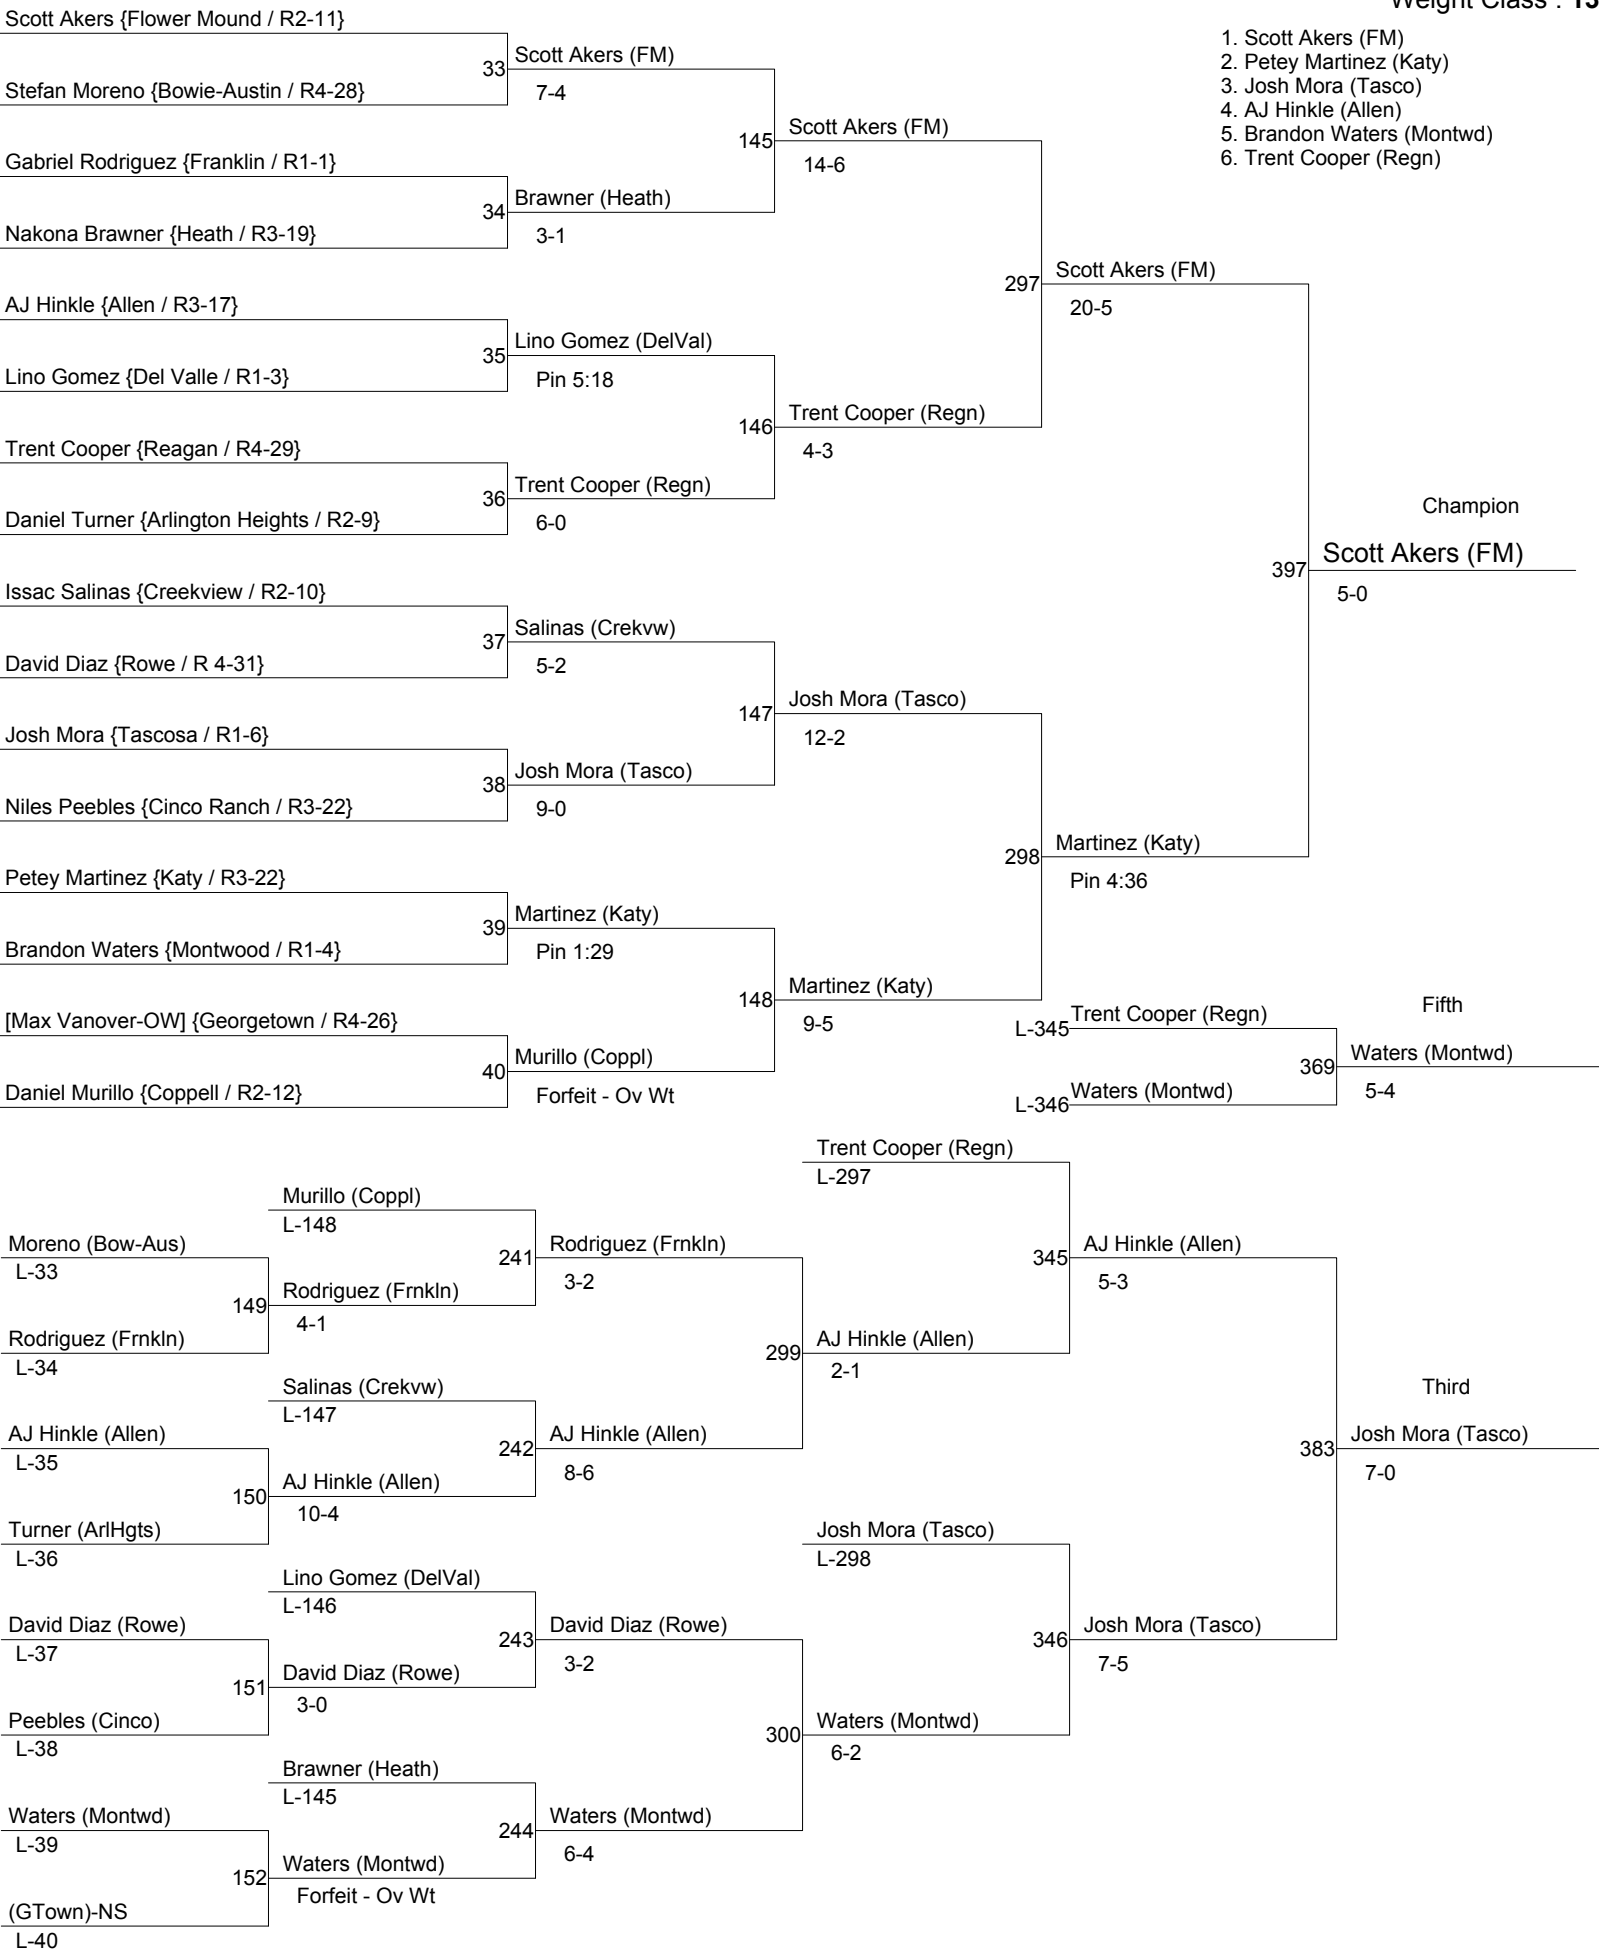 Weight Class :
1. Scott Akers (FM)
2. Petey Martinez (Katy)
3. Josh Mora (Tasco)
4. AJ Hinkle (Allen)
5. Brandon Waters (Montwd)
6. Trent Cooper (Regn)
Scott Akers {Flower Mound / R2-11}
33
Stefan Moreno {Bowie-Austin / R4-28}
Scott Akers (FM)
7-4
Gabriel Rodriguez {Franklin / R1-1}
34
Nakona Brawner {Heath / R3-19}
Brawner (Heath)
3-1
145
Scott Akers (FM)
14-6
AJ Hinkle {Allen / R3-17}
35
Lino Gomez {Del Valle / R1-3}
Lino Gomez (DelVal)
Pin 5:18
Trent Cooper {Reagan / R4-29}
36
Daniel Turner {Arlington Heights / R2-9}
Trent Cooper (Regn)
6-0
146
Trent Cooper (Regn)
4-3
297
Scott Akers (FM)
20-5
Issac Salinas {Creekview / R2-10}
37
David Diaz {Rowe / R 4-31}
Salinas (Crekvw)
5-2
Josh Mora {Tascosa / R1-6}
38
Niles Peebles {Cinco Ranch / R3-22}
Josh Mora (Tasco)
9-0
147
Josh Mora (Tasco)
12-2
Petey Martinez {Katy / R3-22}
39
Brandon Waters {Montwood / R1-4}
Martinez (Katy)
Pin 1:29
[Max Vanover-OW] {Georgetown / R4-26}
40
Daniel Murillo {Coppell / R2-12}
Murillo (Coppl)
Forfeit - Ov Wt
148
Martinez (Katy)
9-5
298
Martinez (Katy)
Pin 4:36
Champion
397
Scott Akers (FM)
5-0
Fifth
L-345
Trent Cooper (Regn)
L-346
Waters (Montwd)
369
Waters (Montwd)
5-4
Moreno (Bow-Aus)
L-33
149
Rodriguez (Frnkln)
L-34
Murillo (Coppl)
L-148
241
Rodriguez (Frnkln)
4-1
Rodriguez (Frnkln)
3-2
AJ Hinkle (Allen)
L-35
150
Turner (ArlHgts)
L-36
Salinas (Crekvw)
L-147
242
AJ Hinkle (Allen)
10-4
AJ Hinkle (Allen)
8-6
Trent Cooper (Regn)
L-297
299
AJ Hinkle (Allen)
2-1
345
AJ Hinkle (Allen)
5-3
David Diaz (Rowe)
L-37
151
Peebles (Cinco)
L-38
Lino Gomez (DelVal)
L-146
243
David Diaz (Rowe)
3-0
David Diaz (Rowe)
3-2
Waters (Montwd)
L-39
152
(GTown)-NS
L-40
Brawner (Heath)
L-145
244
Waters (Montwd)
Forfeit - Ov Wt
Waters (Montwd)
6-4
Josh Mora (Tasco)
L-298
300
Waters (Montwd)
6-2
346
Josh Mora (Tasco)
7-5
Third
383
Josh Mora (Tasco)
7-0